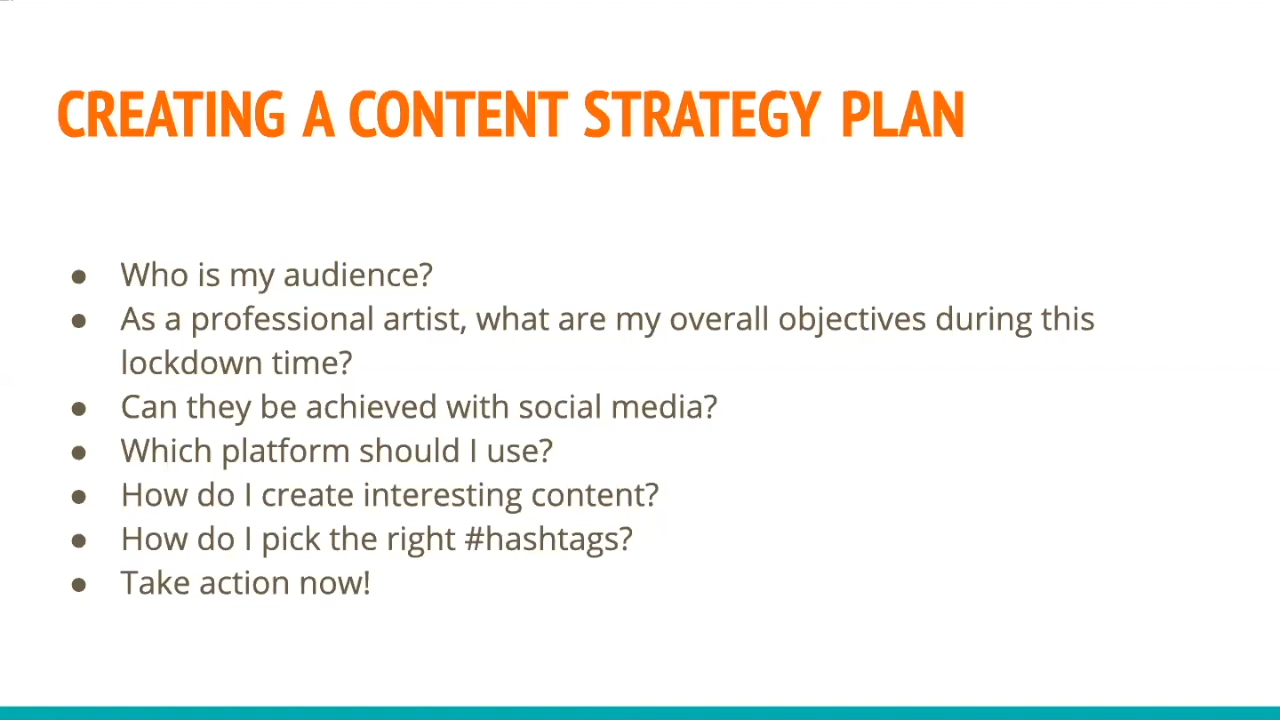 CREATING A CONTENT STRATEGY PLAN
● Who is my audience?
● As a professional artist, what are my overall objectives during this
lockdown time?
● Can they be achieved with social media?
● Which platform should I use?
● How do I create interesting content?
● How do I pick the right #hashtags?
● Take action now!